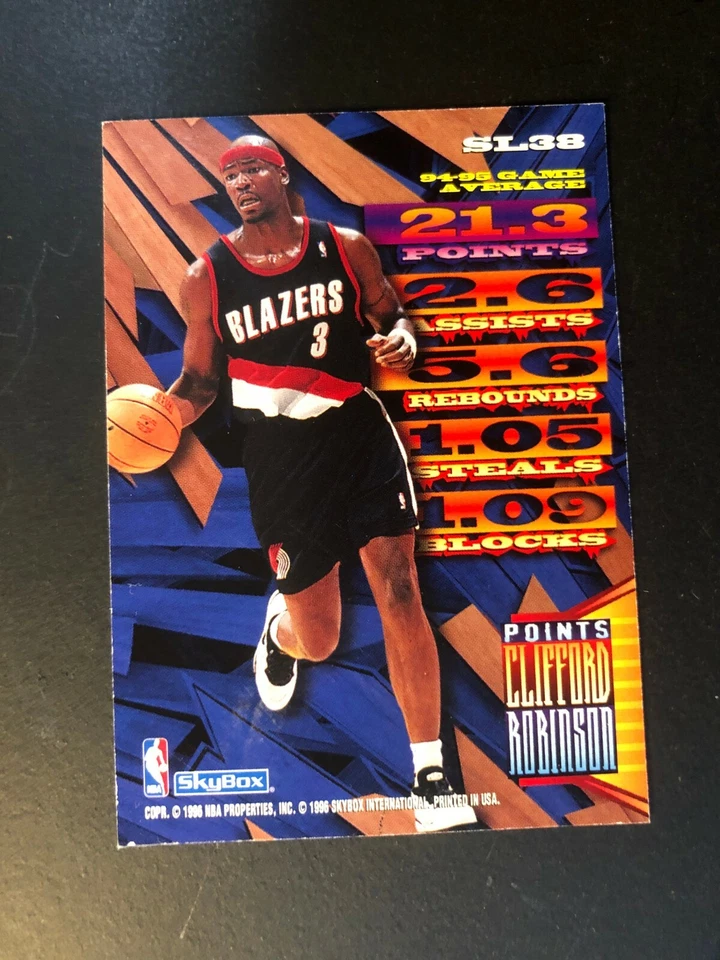 SL38
94-95 GAME
AVERAGE
21.3
POINTS
2.6
ASSISTS
5.6
REBOUNDS
1.05
STEALS
1.09
BLOCKS
BLAZERS
3
POINTS
CLIFFORD
ROBINSON
NBA
SKYBOX
COPR. © 1996 NBA PROPERTIES, INC. © 1996 SKYBOX INTERNATIONAL. PRINTED IN USA.